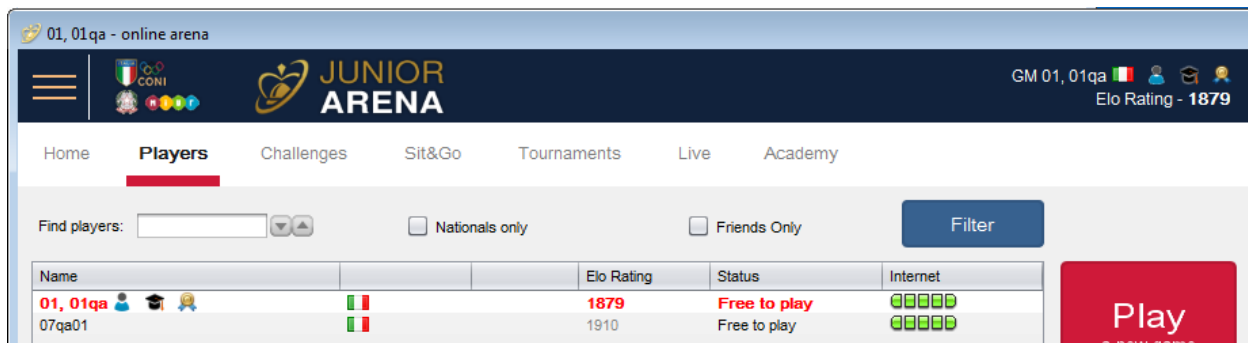 01, 01qa - online arena
CONI
JUNIOR
ARENA
GM 01, 01qa
Elo Rating - 1879
Home Players Challenges Sit&Go Tournaments Live Academy
Find players: Nationals only Friends Only Filter
Name Elo Rating Status Internet
01, 01qa 1879 Free to play
07qa01 1910 Free to play
Play
a new game